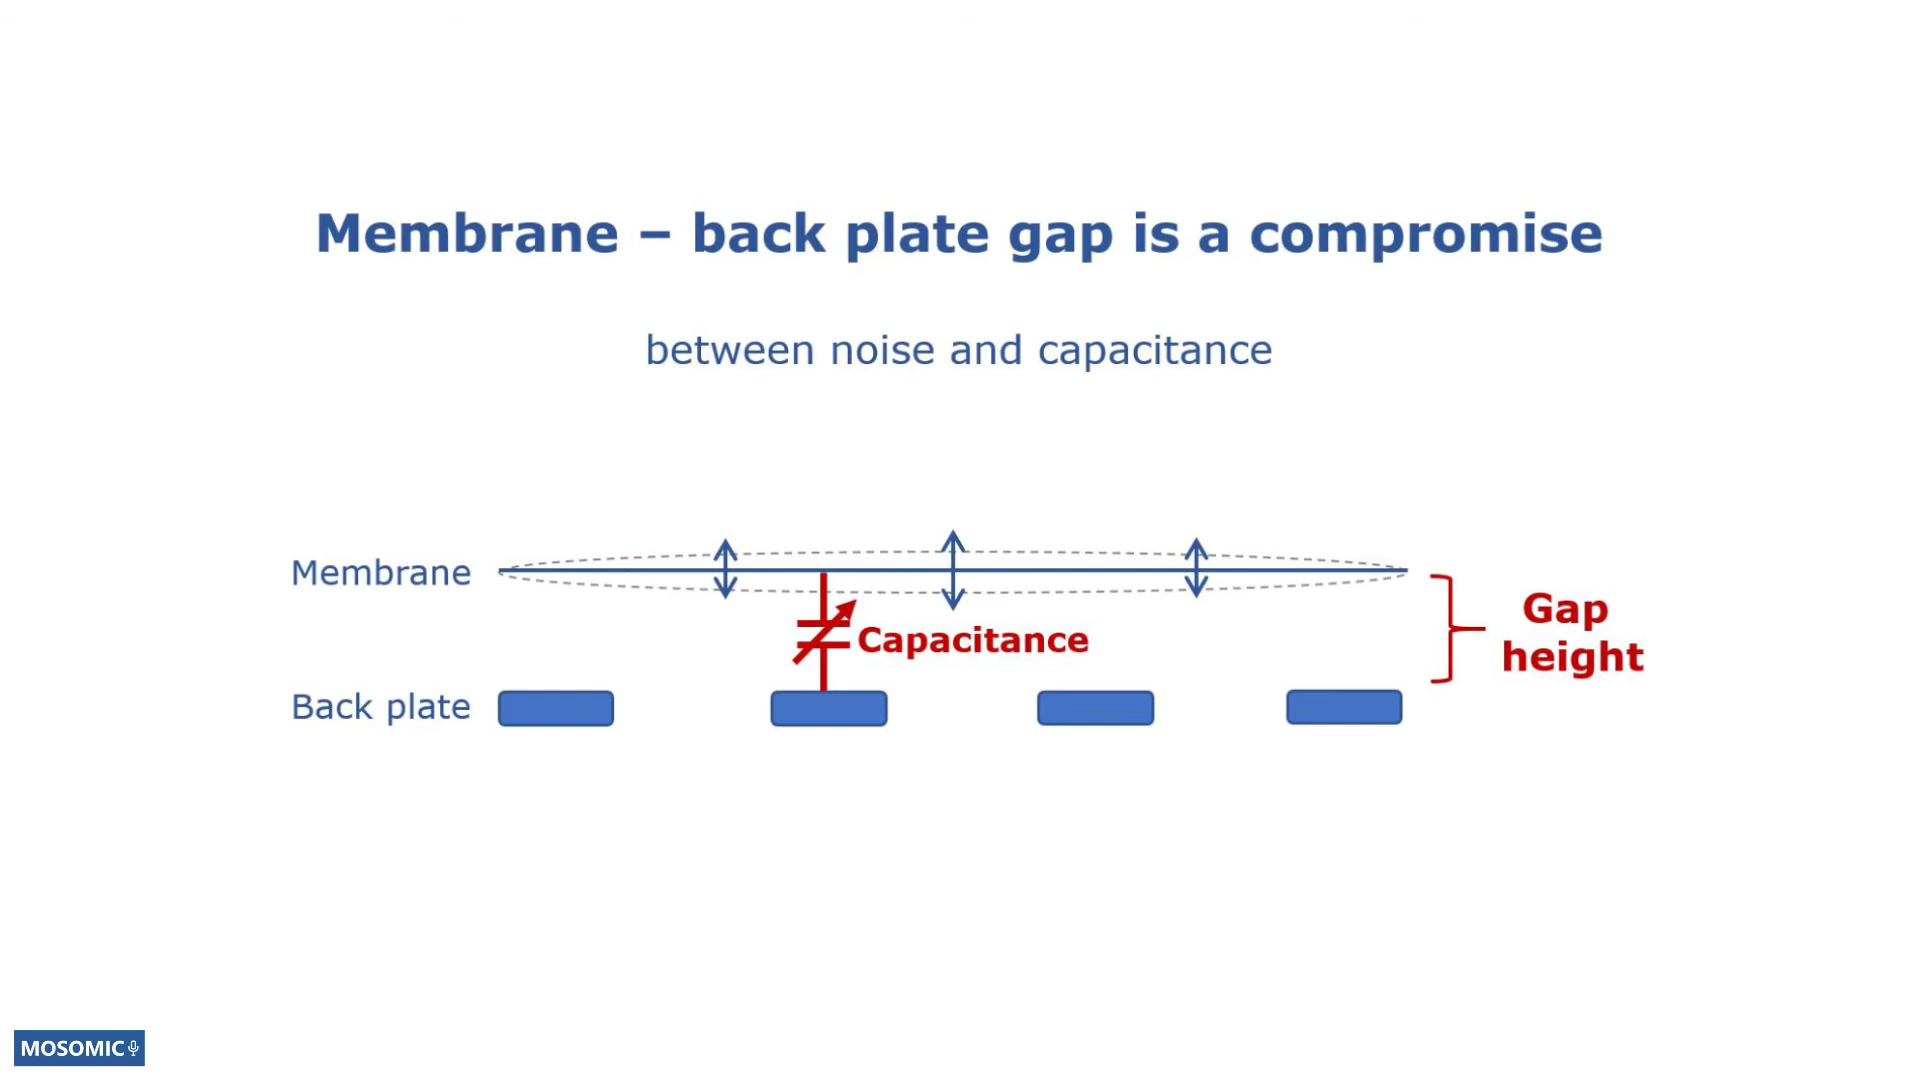 Membrane – back plate gap is a compromise
between noise and capacitance
Membrane
Capacitance
Gap
height
Back plate
MOSOMIC